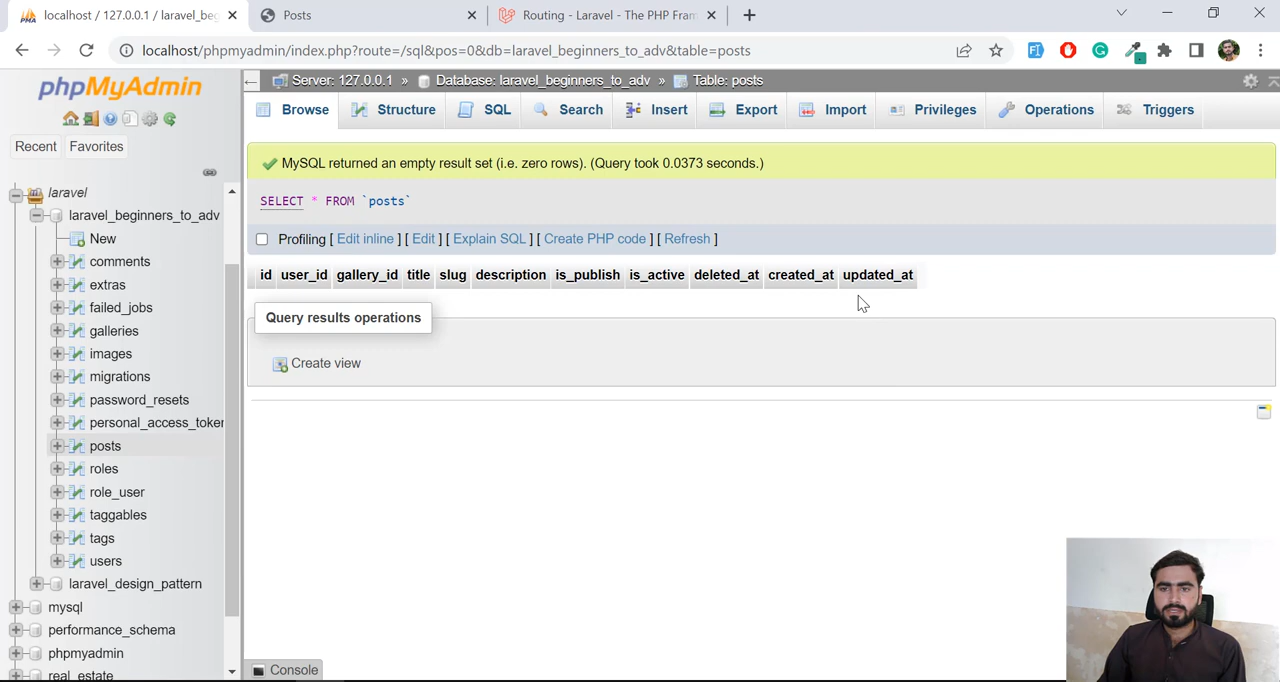 localhost / 127.0.0.1 / laravel_beg
Posts
Routing - Laravel - The PHP Fram
localhost/phpmyadmin/index.php?route=/sql&pos=0&db=laravel_beginners_to_adv&table=posts
phpMyAdmin
Recent
Favorites
laravel
laravel_beginners_to_adv
New
comments
extras
failed_jobs
galleries
images
migrations
password_resets
personal_access_token
posts
roles
role_user
taggables
tags
users
laravel_design_pattern
mysql
performance_schema
phpmyadmin
real_estate
Server: 127.0.0.1 » Database: laravel_beginners_to_adv » Table: posts
Browse Structure SQL Search Insert Export Import Privileges Operations Triggers
MySQL returned an empty result set (i.e. zero rows). (Query took 0.0373 seconds.)
SELECT * FROM `posts`
Profiling [ Edit inline ] [ Edit ] [ Explain SQL ] [ Create PHP code ] [ Refresh ]
id user_id gallery_id title slug description is_publish is_active deleted_at created_at updated_at
Query results operations
Create view
Console